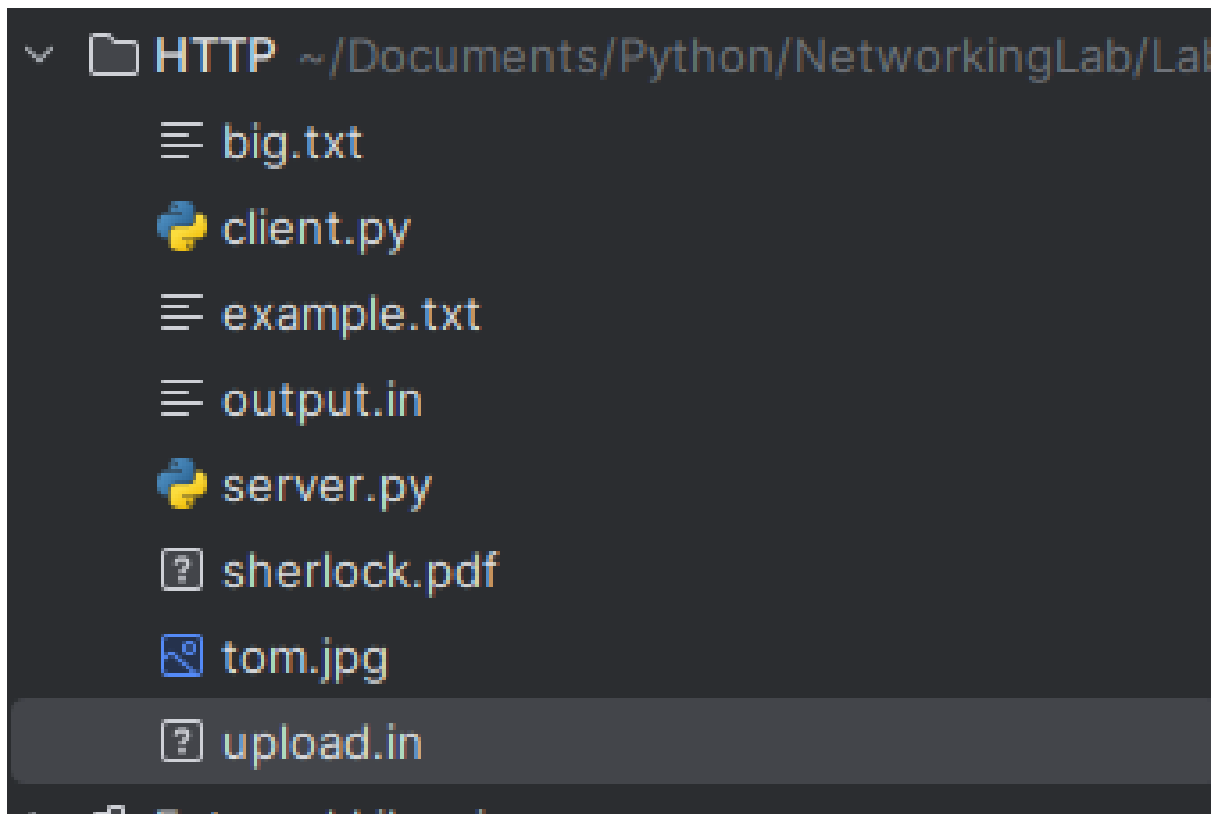 HTTP ~/Documents/Python/NetworkingLab/Lab
big.txt
client.py
example.txt
output.in
server.py
sherlock.pdf
tom.jpg
upload.in